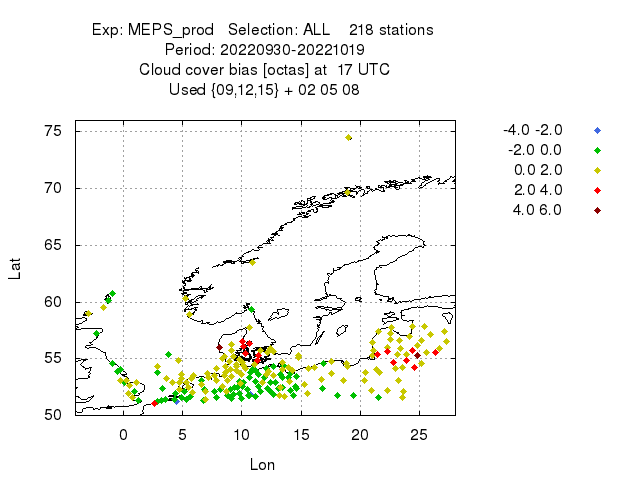 Exp: MEPS_prod   Selection: ALL    218 stations
Period: 20220930-20221019
Cloud cover bias [octas] at  17 UTC
Used {09,12,15} + 02 05 08
75
70
65
60
55
50
Lat
0 5 10 15 20 25
Lon
-4.0 -2.0
-2.0 0.0
0.0 2.0
2.0 4.0
4.0 6.0